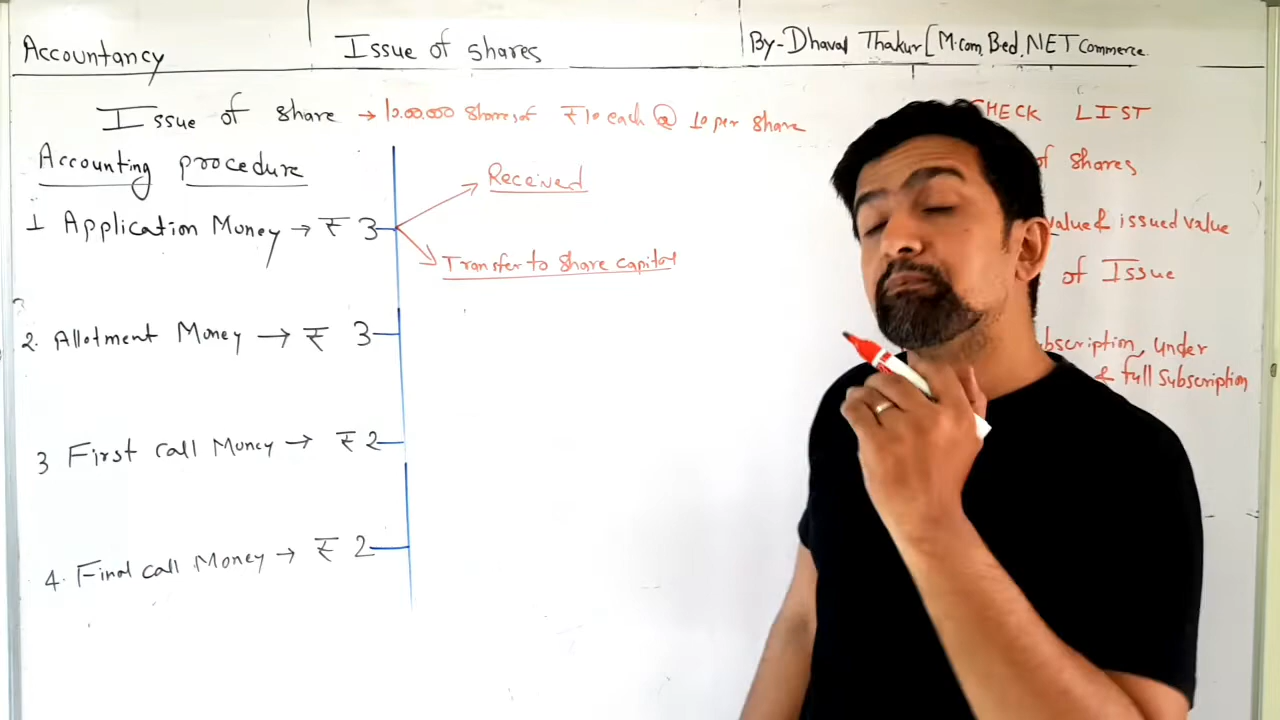 Accountancy
Issue of shares
By-Dhaval Thakur [M.com, Bed, NET Commerce.
Issue of share → 10,00,000 shares of ₹10 each @ 10 per share
Accounting procedure
1 Application Money → ₹ 3
Received
Transfer to share capital
2. Allotment Money → ₹ 3
3 First call Money → ₹ 2
4. Final call Money → ₹ 2
CHECK LIST
of shares
value & issued value
of Issue
under
& full subscription